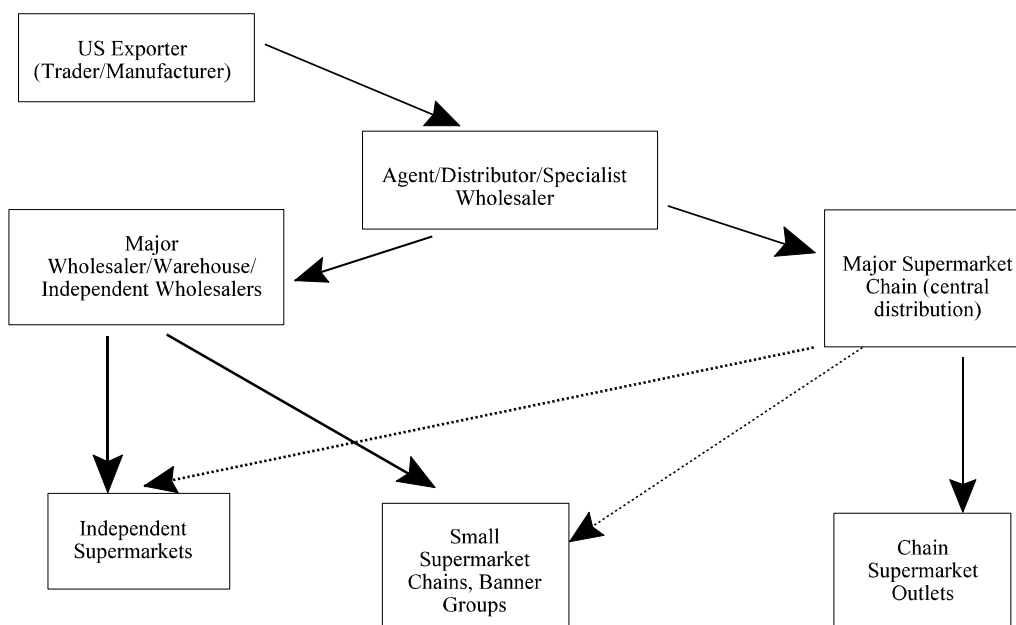 US Exporter
(Trader/Manufacturer)
Agent/Distributor/Specialist
Wholesaler
Major
Wholesaler/Warehouse/
Independent Wholesalers
Major Supermarket
Chain (central
distribution)
Independent
Supermarkets
Small
Supermarket
Chains, Banner
Groups
Chain
Supermarket
Outlets